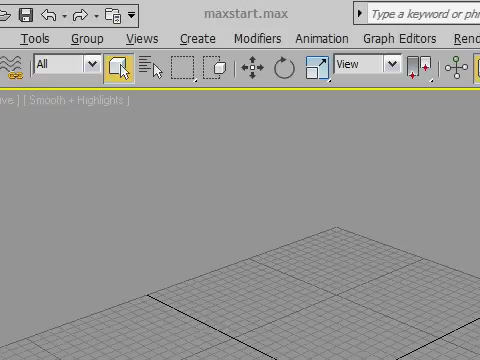 maxstart.max
Type a keyword or phr
Tools Group Views Create Modifiers Animation Graph Editors Rend
All View
ive ] [ Smooth + Highlights ]